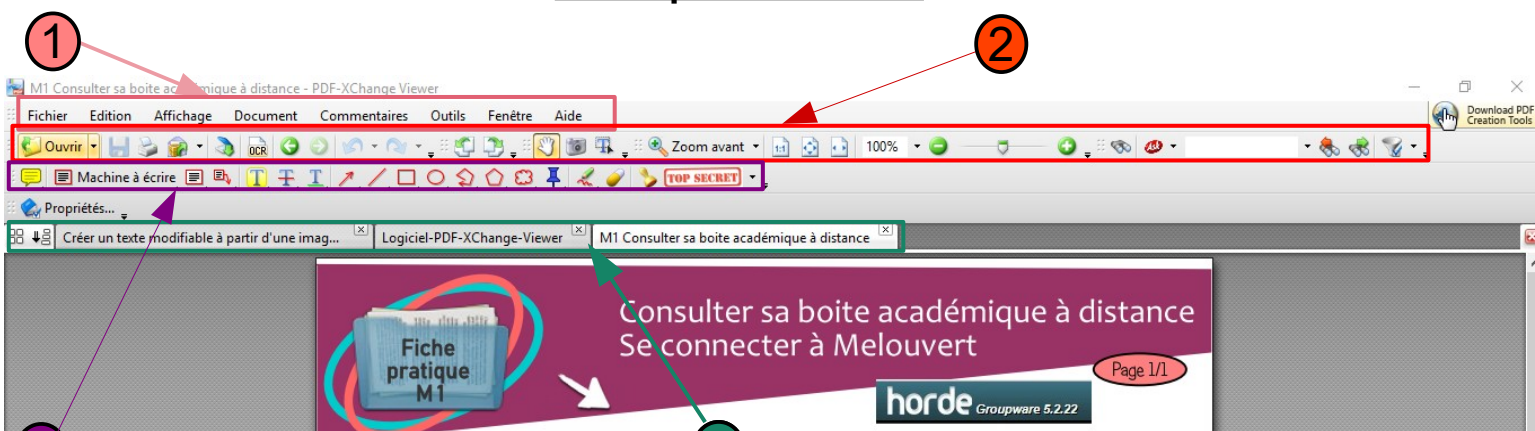 1
2
M1 Consulter sa boite académique à distance - PDF-XChange Viewer
Fichier Edition Affichage Document Commentaires Outils Fenêtre Aide
Download PDF
Creation Tools
Ouvrir OCR 1:1 Zoom avant 100%
Machine à écrire T T T TOP SECRET
Propriétés...
Créer un texte modifiable à partir d'une imag... Logiciel-PDF-XChange-Viewer M1 Consulter sa boite académique à distance
Consulter sa boite académique à distance
Se connecter à Melouvert
Fiche
pratique
M1
Page 1/1
horde Groupware 5.2.22